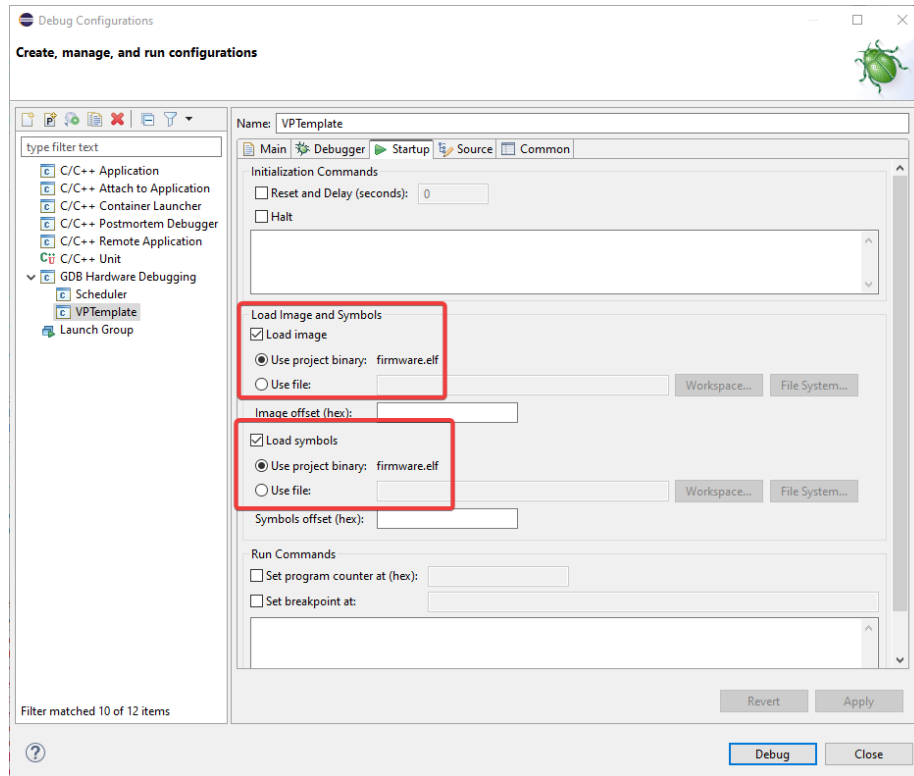 Debug Configurations
Create, manage, and run configurations
Name: VPTemplate
type filter text
Main Debugger Startup Source Common
C/C++ Application
C/C++ Attach to Application
C/C++ Container Launcher
C/C++ Postmortem Debugger
C/C++ Remote Application
C/C++ Unit
GDB Hardware Debugging
Scheduler
VPTemplate
Launch Group
Initialization Commands
Reset and Delay (seconds): 0
Halt
Load Image and Symbols
Load image
Use project binary: firmware.elf
Use file: Workspace... File System...
Image offset (hex):
Load symbols
Use project binary: firmware.elf
Use file: Workspace... File System...
Symbols offset (hex):
Run Commands
Set program counter at (hex):
Set breakpoint at:
Filter matched 10 of 12 items
Revert Apply
Debug Close